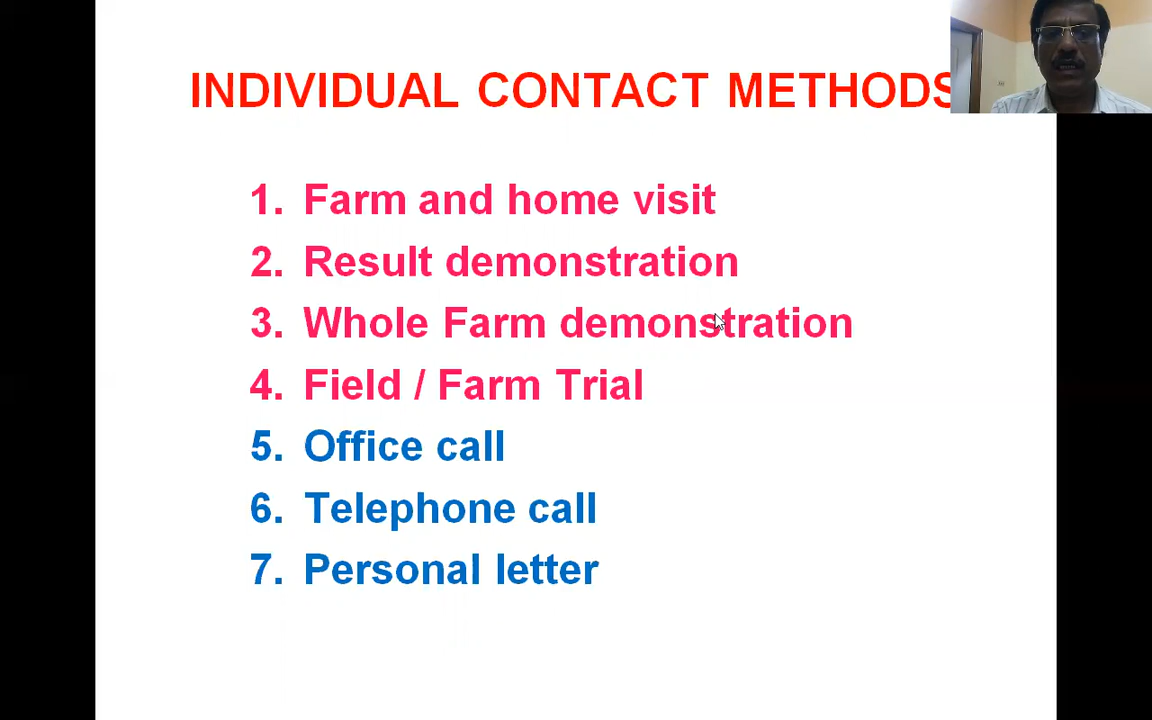 INDIVIDUAL CONTACT METHODS
1. Farm and home visit
2. Result demonstration
3. Whole Farm demonstration
4. Field / Farm Trial
5. Office call
6. Telephone call
7. Personal letter